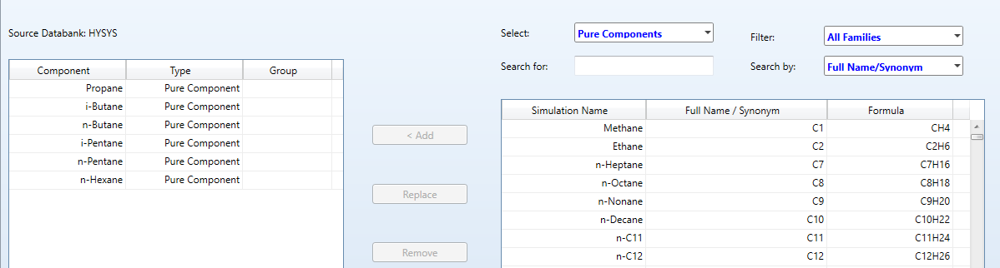 Source Databank: HYSYS
Select: Pure Components Filter: All Families
Search for: Search by: Full Name/Synonym
Component Type Group
Propane Pure Component
i-Butane Pure Component
n-Butane Pure Component
i-Pentane Pure Component
n-Pentane Pure Component
n-Hexane Pure Component
< Add
Replace
Remove
Simulation Name Full Name / Synonym Formula
Methane C1 CH4
Ethane C2 C2H6
n-Heptane C7 C7H16
n-Octane C8 C8H18
n-Nonane C9 C9H20
n-Decane C10 C10H22
n-C11 C11 C11H24
n-C12 C12 C12H26